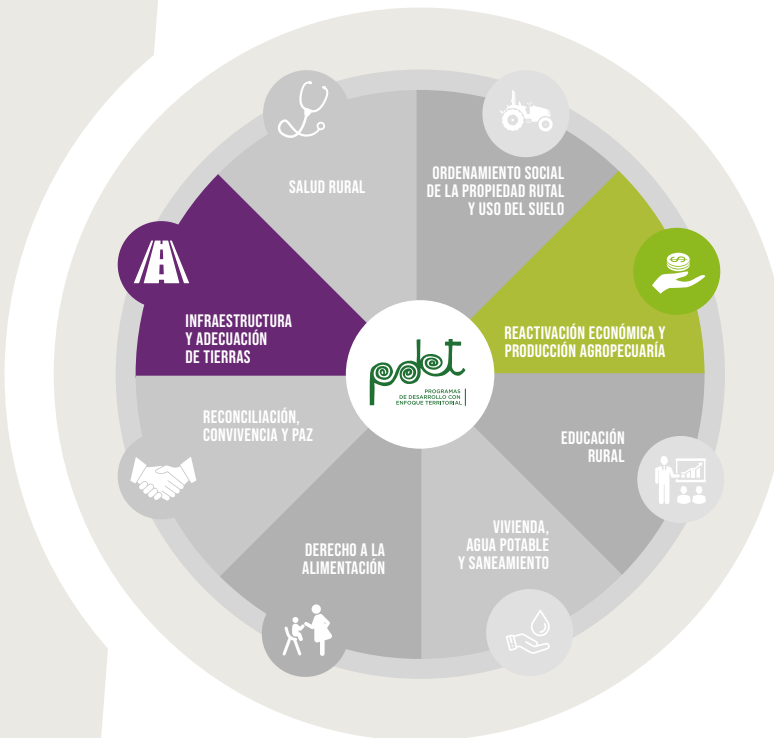 SALUD RURAL
ORDENAMIENTO SOCIAL
DE LA PROPIEDAD RUTAL
Y USO DEL SUELO
INFRAESTRUCTURA
Y ADECUACIÓN
DE TIERRAS
REACTIVACIÓN ECONÓMICA Y
PRODUCCIÓN AGROPECUARÍA
pdet
PROGRAMAS
DE DESARROLLO CON
ENFOQUE TERRITORIAL
RECONCILIACIÓN,
CONVIVENCIA Y PAZ
EDUCACIÓN
RURAL
DERECHO A LA
ALIMENTACIÓN
VIVIENDA,
AGUA POTABLE
Y SANEAMIENTO